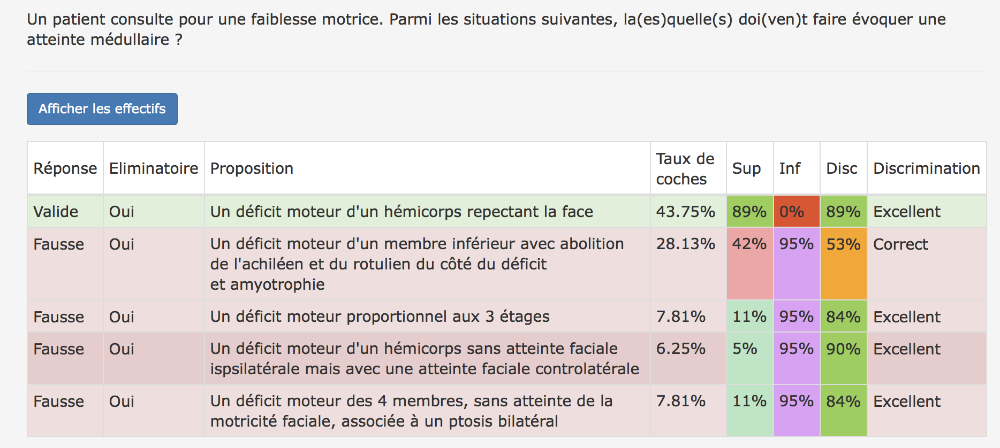 Un patient consulte pour une faiblesse motrice. Parmi les situations suivantes, la(es)quelle(s) doi(ven)t faire évoquer une
atteinte médullaire ?
Afficher les effectifs
Réponse Eliminatoire Proposition Taux de coches Sup Inf Disc Discrimination
Valide Oui Un déficit moteur d'un hémicorps repectant la face 43.75% 89% 0% 89% Excellent
Fausse Oui Un déficit moteur d'un membre inférieur avec abolition 28.13% 42% 95% 53% Correct
de l'achiléen et du rotulien du côté du déficit
et amyotrophie
Fausse Oui Un déficit moteur proportionnel aux 3 étages 7.81% 11% 95% 84% Excellent
Fausse Oui Un déficit moteur d'un hémicorps sans atteinte faciale 6.25% 5% 95% 90% Excellent
ispsilatérale mais avec une atteinte faciale controlatérale
Fausse Oui Un déficit moteur des 4 membres, sans atteinte de la 7.81% 11% 95% 84% Excellent
motricité faciale, associée à un ptosis bilatéral